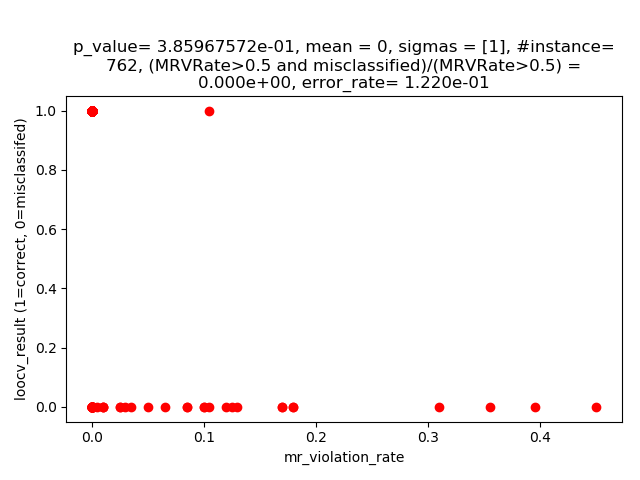 p_value= 3.85967572e-01, mean = 0, sigmas = [1], #instance=
762, (MRVRate>0.5 and misclassified)/(MRVRate>0.5) =
0.000e+00, error_rate= 1.220e-01
1.0
0.8
0.6
0.4
0.2
0.0
loocv_result (1=correct, 0=misclassifed)
0.0 0.1 0.2 0.3 0.4
mr_violation_rate